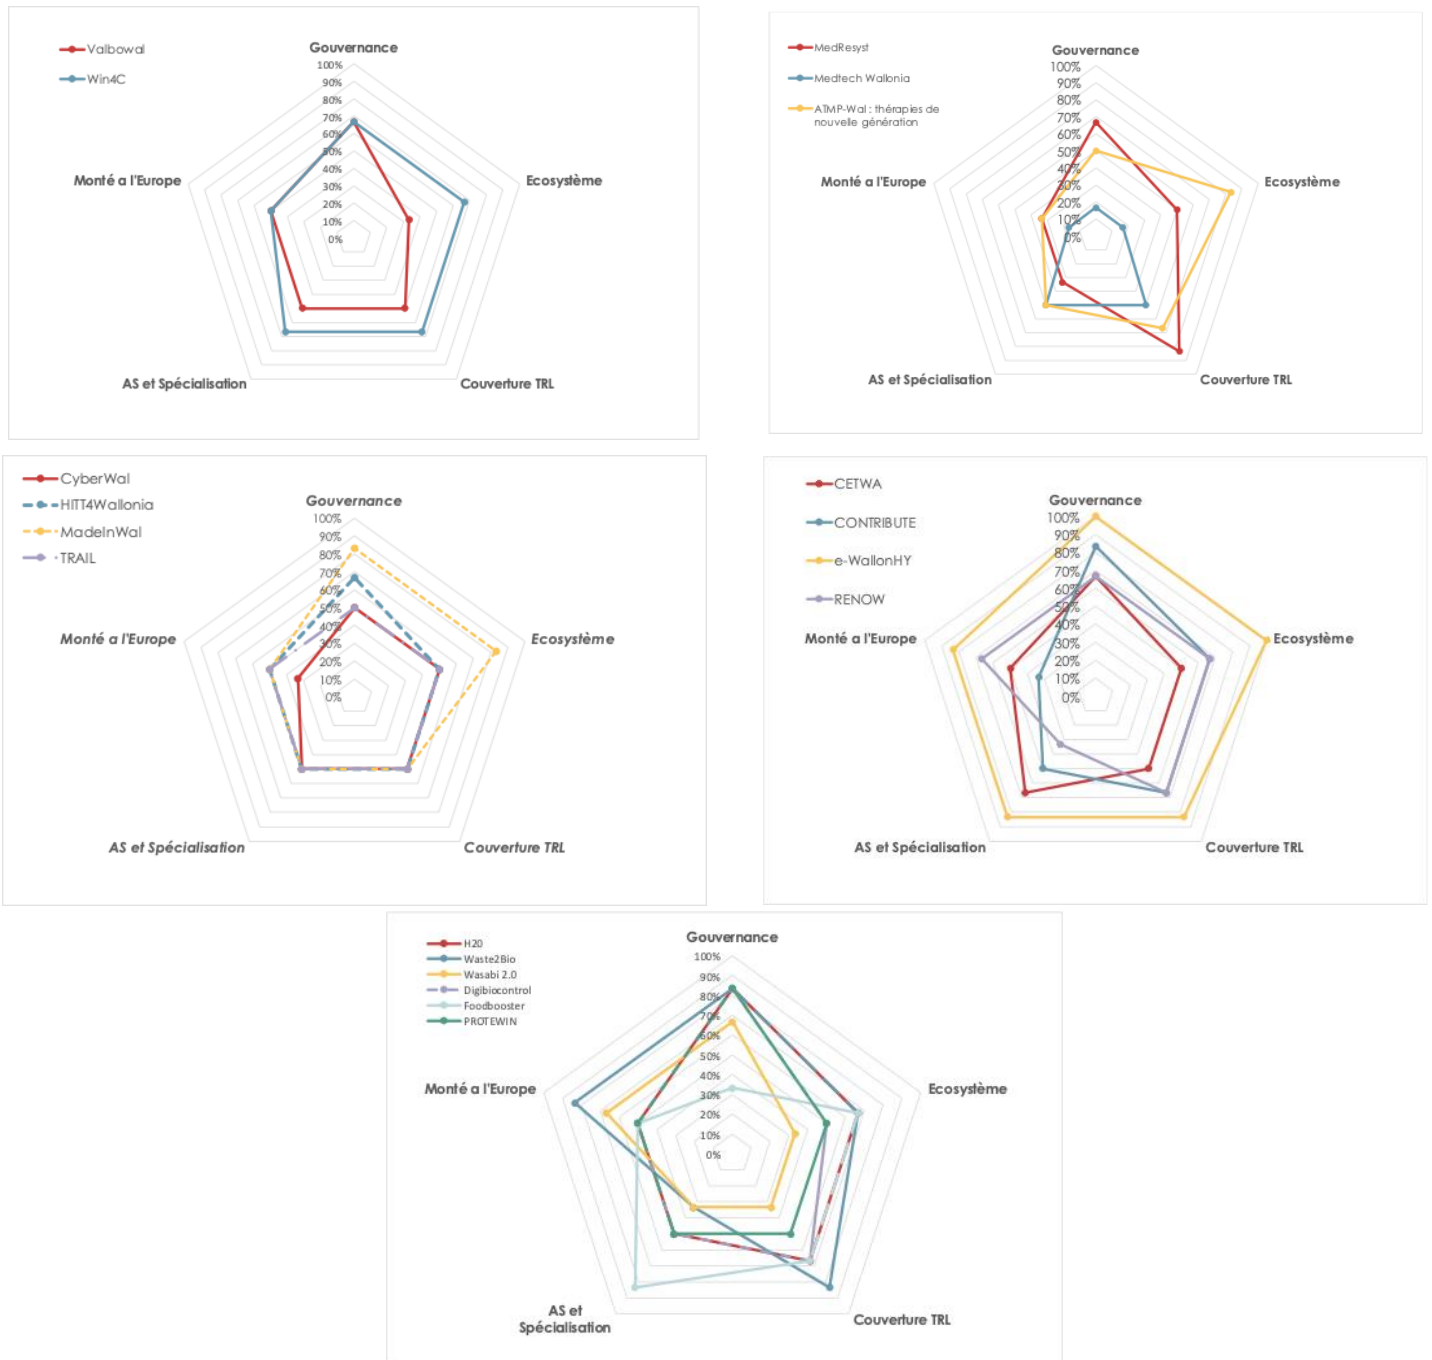 Valbowal
Win4C
Gouvernance
100%
90%
80%
70%
60%
50%
40%
30%
20%
10%
0%
Monté a l'Europe
Ecosystème
AS et Spécialisation
Couverture TRL
MedResyst
Medtech Wallonia
ATMP-Wal : thérapies de
nouvelle génération
Gouvernance
100%
90%
80%
70%
60%
50%
40%
30%
20%
10%
0%
Monté a l'Europe
Ecosystème
AS et Spécialisation
Couverture TRL
CyberWal
HITT4Wallonia
MadeInWal
TRAIL
Gouvernance
100%
90%
80%
70%
60%
50%
40%
30%
20%
10%
0%
Monté a l'Europe
Ecosystème
AS et Spécialisation
Couverture TRL
CETWA
CONTRIBUTE
e-WallonHY
RENOW
Gouvernance
100%
90%
80%
70%
60%
50%
40%
30%
20%
10%
0%
Monté a l'Europe
Ecosystème
AS et Spécialisation
Couverture TRL
H20
Waste2Bio
Wasabi 2.0
Digibiocontrol
Foodbooster
PROTEWIN
Gouvernance
100%
90%
80%
70%
60%
50%
40%
30%
20%
10%
0%
Monté a l'Europe
Ecosystème
AS et
Spécialisation
Couverture TRL